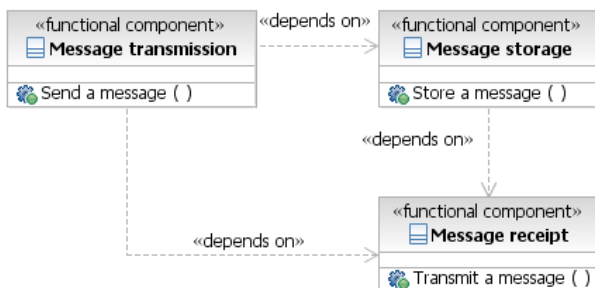 «functional component»
Message transmission
Send a message ( )
«depends on»
«functional component»
Message storage
Store a message ( )
«depends on»
«depends on»
«functional component»
Message receipt
Transmit a message ( )